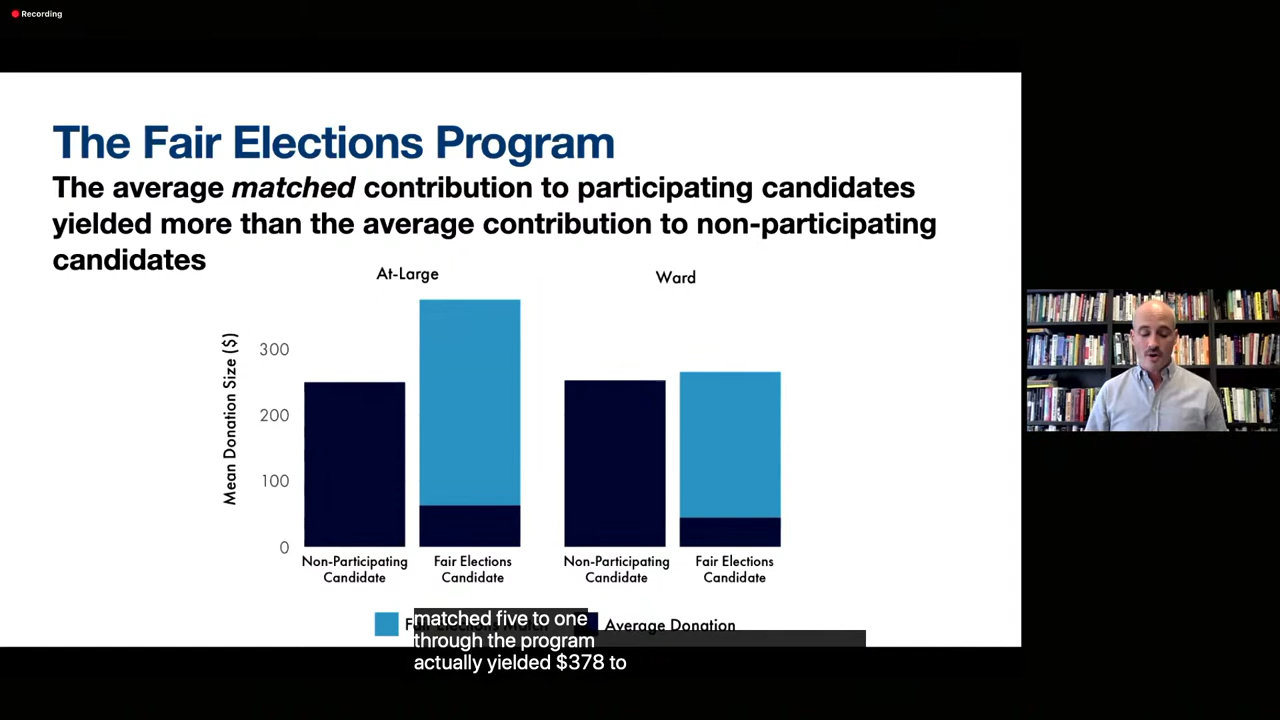 Recording
The Fair Elections Program
The average matched contribution to participating candidates
yielded more than the average contribution to non-participating
candidates
At-Large
Ward
Mean Donation Size ($)
300
200
100
0
Non-Participating
Candidate
Fair Elections
Candidate
Non-Participating
Candidate
Fair Elections
Candidate
Average Donation
matched five to one
through the program
actually yielded $378 to